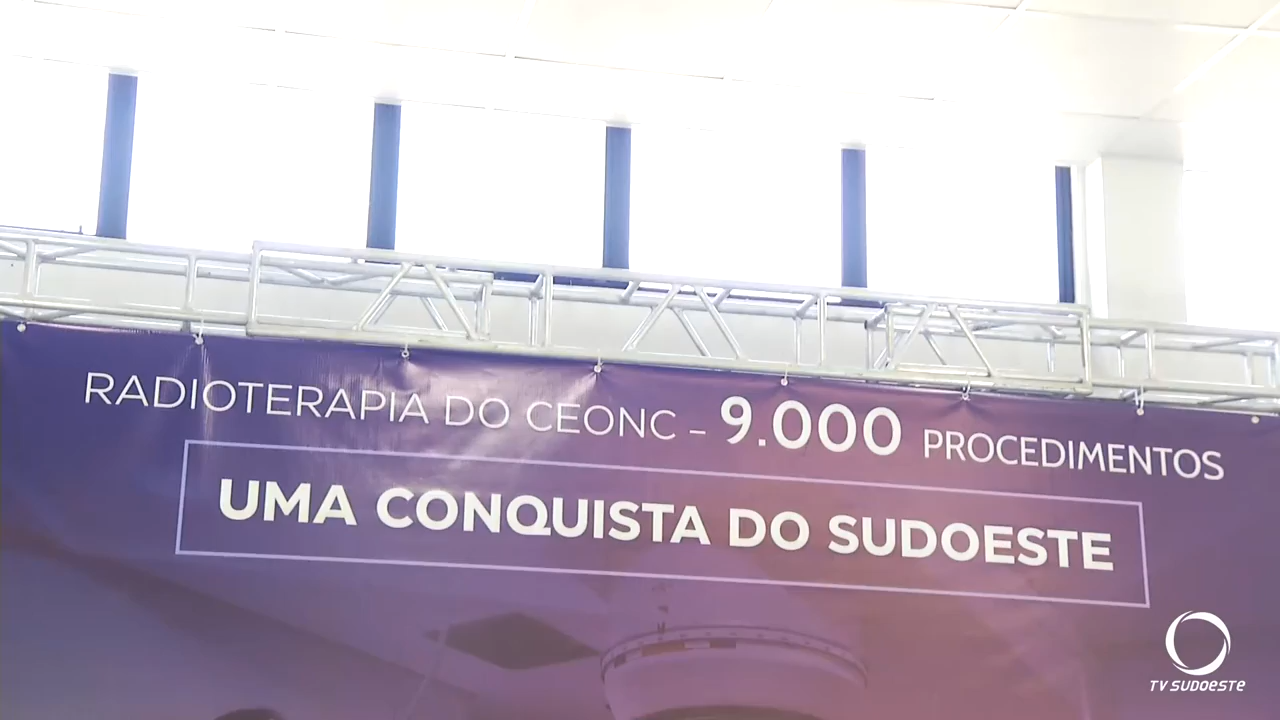 RADIOTERAPIA DO CEONC - 9.000 PROCEDIMENTOS
UMA CONQUISTA DO SUDOESTE
TV SUDOESTE